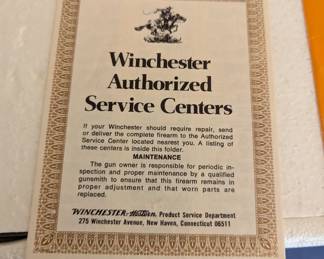 Winchester
Authorized
Service Centers
If your Winchester should require repair, send
or deliver the complete firearm to the Authorized
Service Center located nearest you. A listing of
these centers is inside this folder.
MAINTENANCE
The gun owner is responsible for periodic in-
spection and proper maintenance by a qualified
gunsmith to ensure that this firearm remains in
proper adjustment and that worn parts are
replaced.
WINCHESTER-Western. Product Service Department
275 Winchester Avenue, New Haven, Connecticut 06511